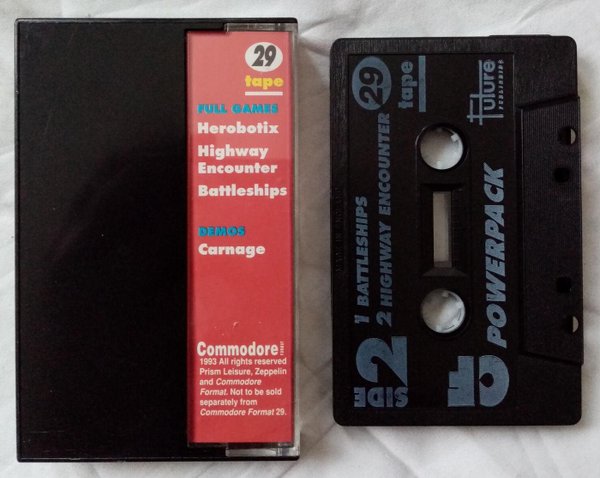 29
tape
FULL GAMES
Herobotix
Highway
Encounter
Battleships
DEMOS
Carnage
Commodore
FORMAT
1993 All rights reserved
Prism Leisure, Zeppelin
and Commodore
Format. Not to be sold
separately from
Commodore Format 29.
SIDE 2
1 BATTLESHIPS
2 HIGHWAY ENCOUNTER
29
tape
Future
PUBLISHING
CF POWERPACK